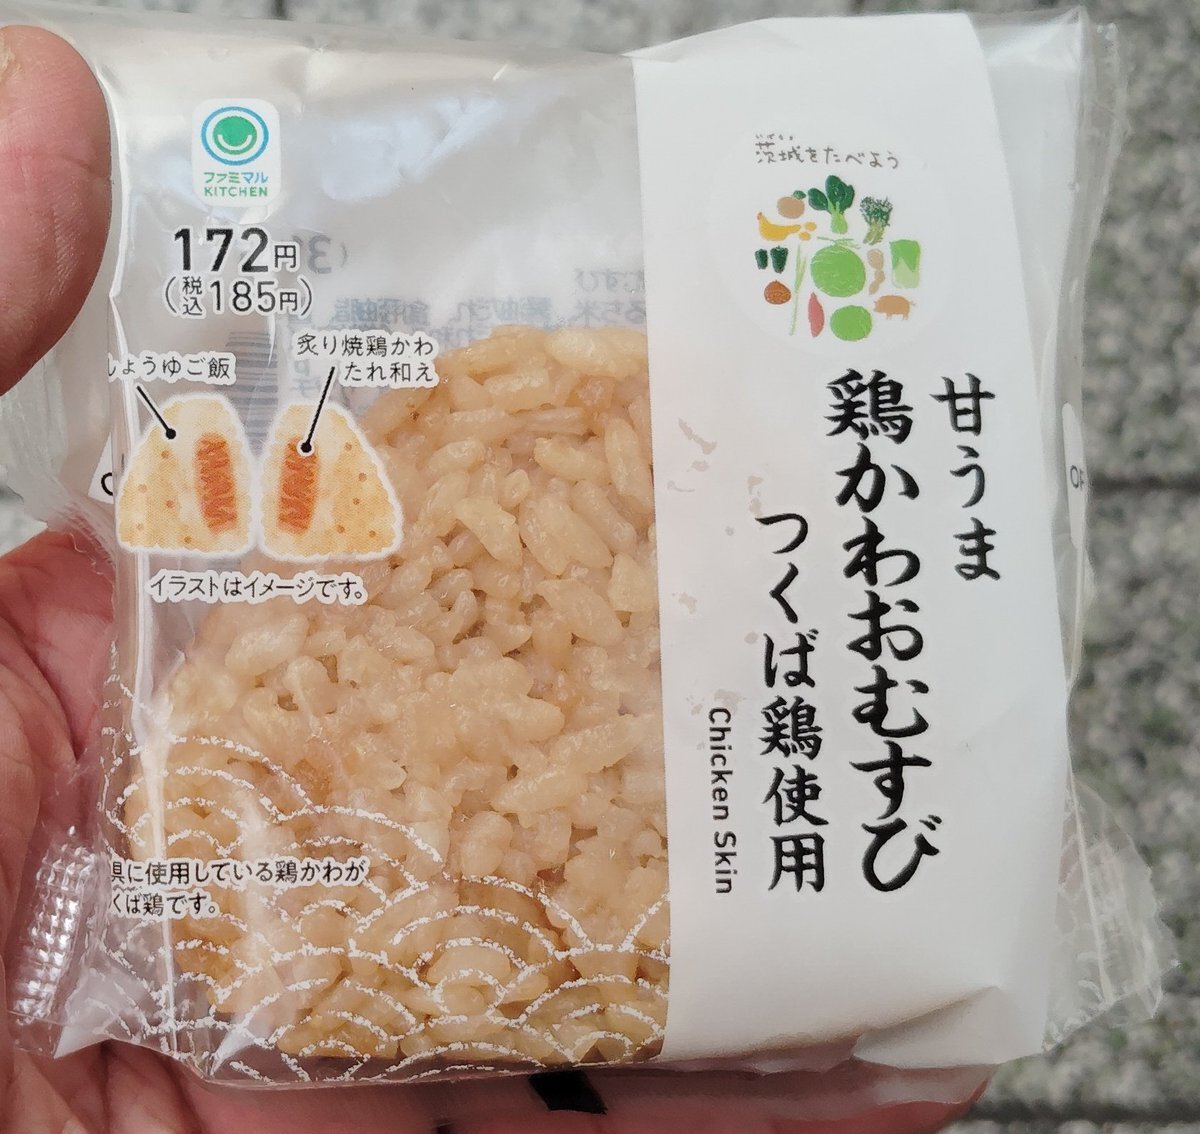 ファミマル
KITCHEN
172円
(税込185円)
しょうゆご飯
炙り焼鶏かわ
たれ和え
イラストはイメージです。
具に使用している鶏かわが
くば鶏です。
いばらき
茨城をたべよう
甘うま
鶏かわおむすび
つくば鶏使用
Chicken Skin